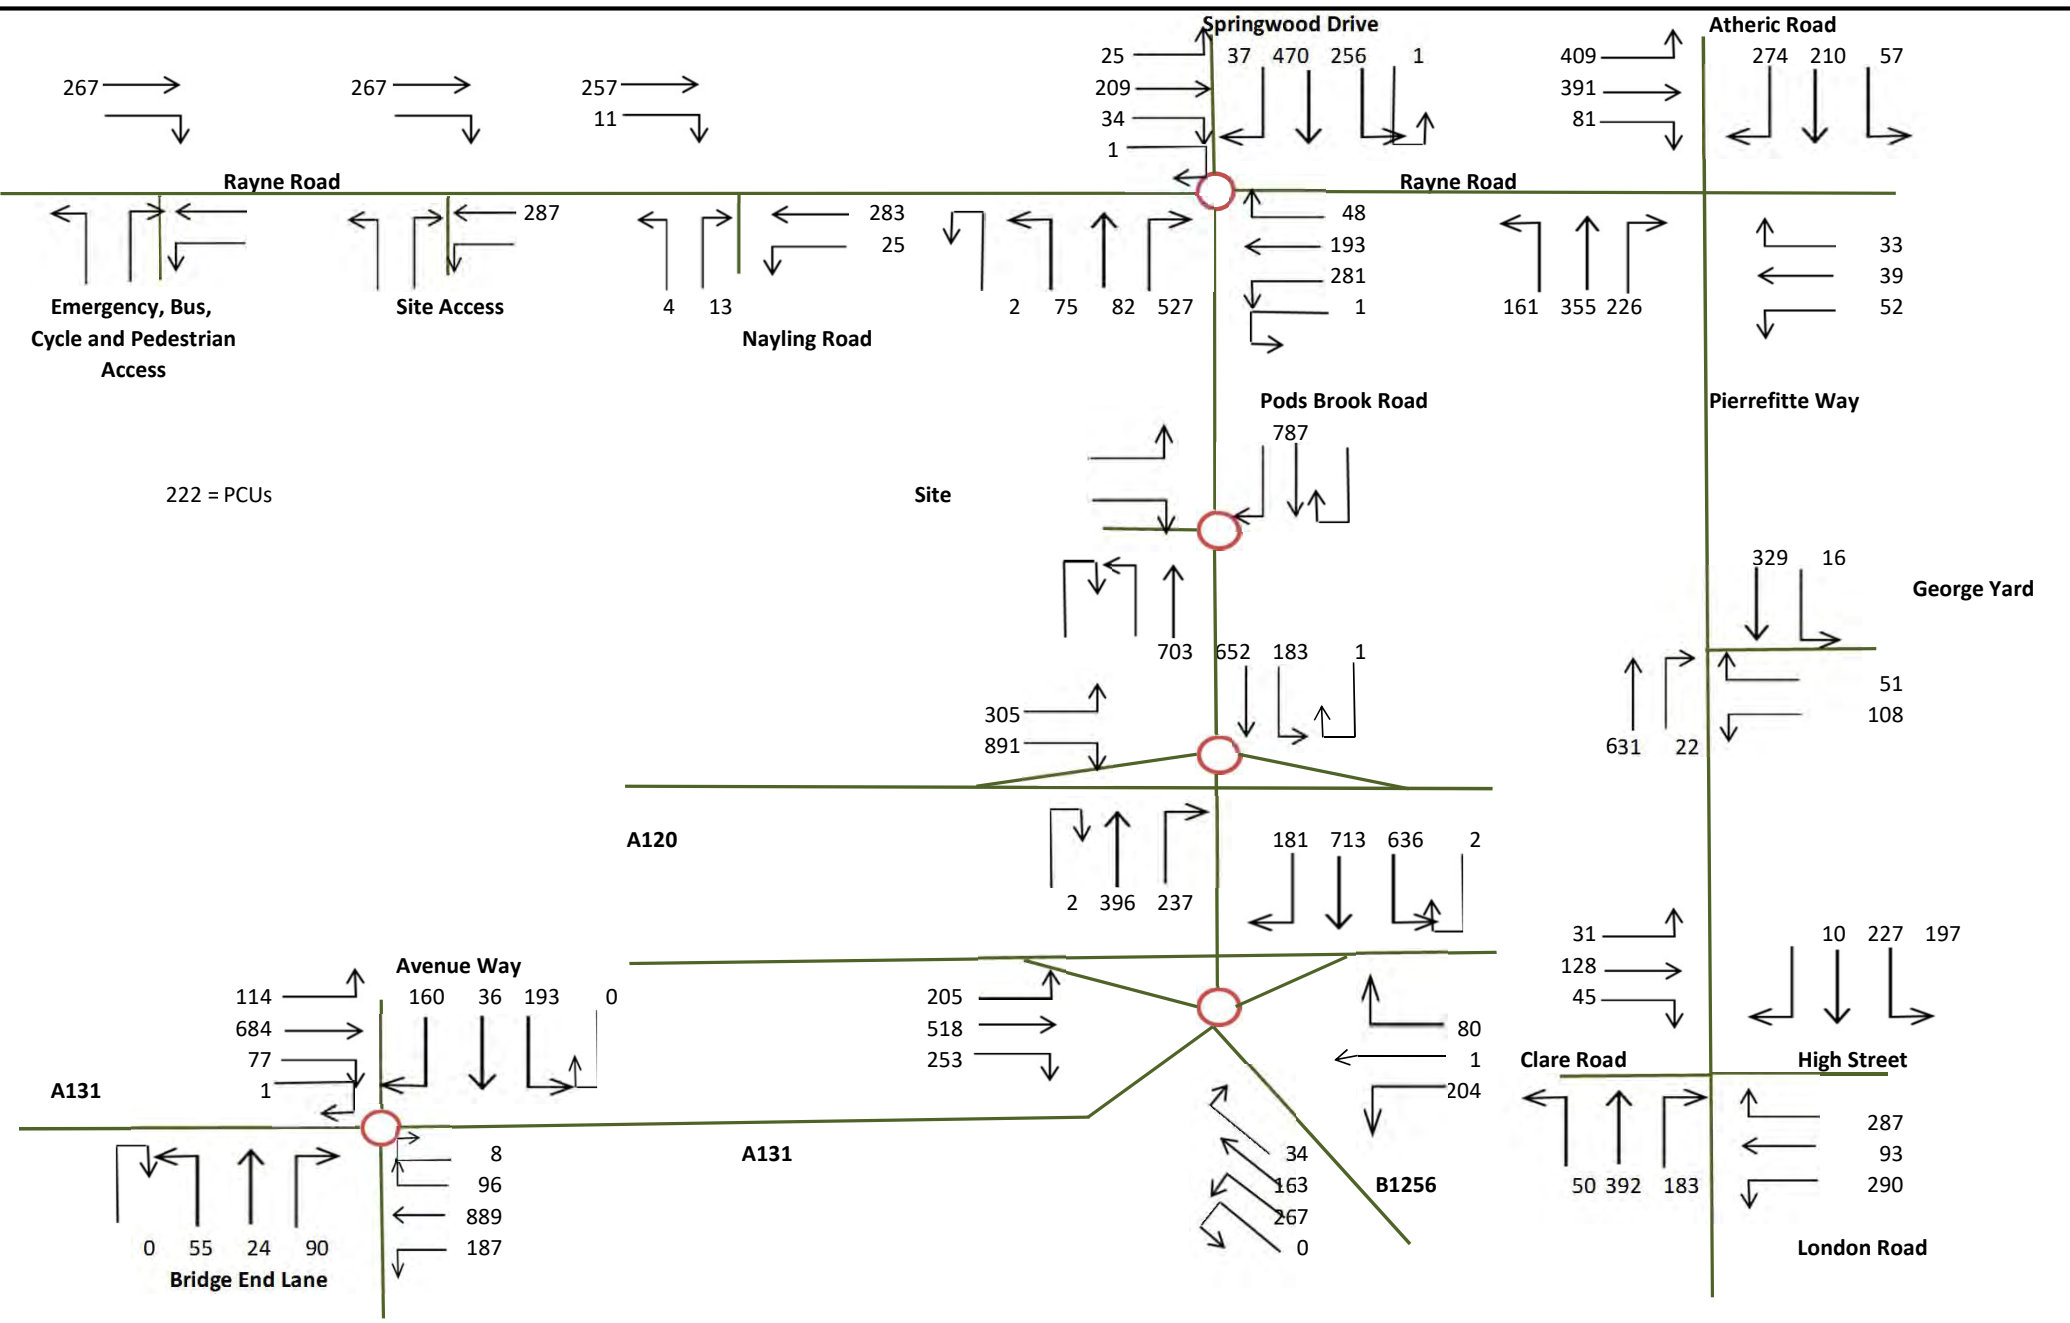 Springwood Drive
Atheric Road
25 37 470 256 1
409 274 210 57
267 267 257
209
391
11
34
81
1
Rayne Road
Rayne Road
287
283
48
193
33
25
281
39
Emergency, Bus,
Site Access
4 13
2 75 82 527
1
161 355 226
52
Cycle and Pedestrian
Nayling Road
Access
Pods Brook Road
Pierrefitte Way
787
222 = PCUs
Site
329 16
George Yard
703 652 183 1
51
305
108
891
631 22
A120
181 713 636 2
2 396 237
31
10 227 197
Avenue Way
128
114 160 36 193 0
205
45
684
518
80
77
253
1
Clare Road
High Street
1
A131
204
287
8
A131
34
93
96
163
B1256
50 392 183
290
889
267
0 55 24 90
187
0
London Road
Bridge End Lane